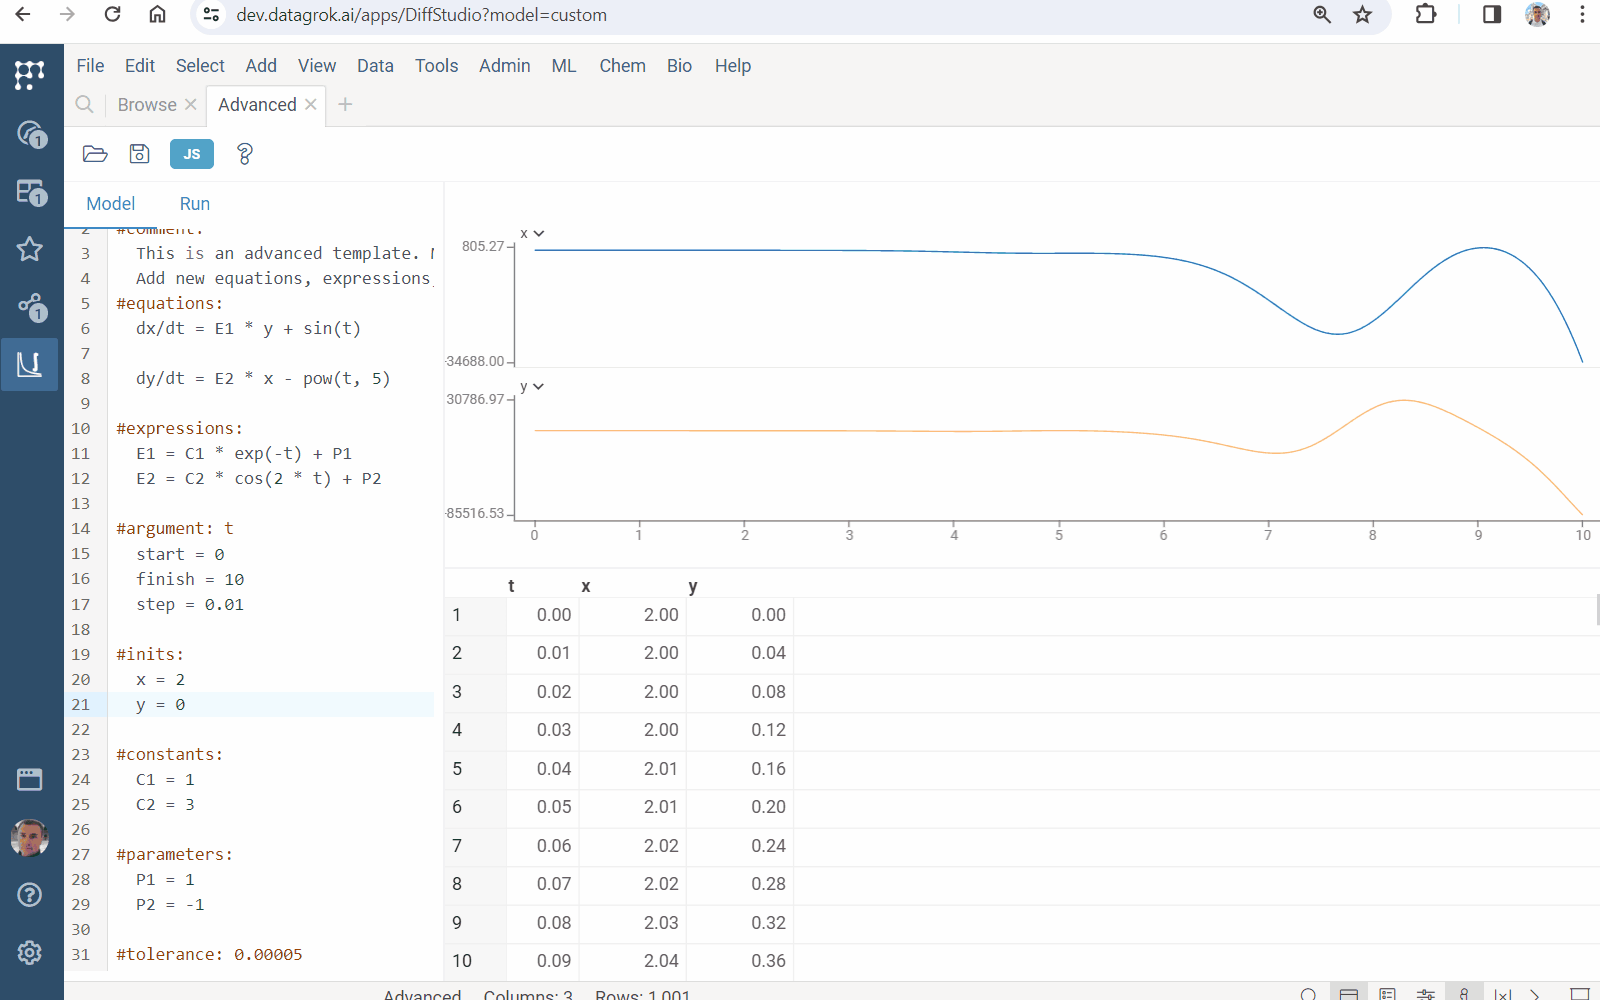 dev.datagrok.ai/apps/DiffStudio?model=custom
File Edit Select Add View Data Tools Admin ML Chem Bio Help
Browse Advanced
JS
1
1
1
Model Run
2 #comment:
3 This is an advanced template.
4 Add new equations, expressions,
5 #equations:
6 dx/dt = E1 * y + sin(t)
7
8 dy/dt = E2 * x - pow(t, 5)
9
10 #expressions:
11 E1 = C1 * exp(-t) + P1
12 E2 = C2 * cos(2 * t) + P2
13
14 #argument: t
15 start = 0
16 finish = 10
17 step = 0.01
18
19 #inits:
20 x = 2
21 y = 0
22
23 #constants:
24 C1 = 1
25 C2 = 3
26
27 #parameters:
28 P1 = 1
29 P2 = -1
30
31 #tolerance: 0.00005
x
805.27
-34688.00
y
30786.97
-85516.53
0 1 2 3 4 5 6 7 8 9 10
t x y
1 0.00 2.00 0.00
2 0.01 2.00 0.04
3 0.02 2.00 0.08
4 0.03 2.00 0.12
5 0.04 2.01 0.16
6 0.05 2.01 0.20
7 0.06 2.02 0.24
8 0.07 2.02 0.28
9 0.08 2.03 0.32
10 0.09 2.04 0.36
Advanced Columns: 3 Rows: 1,001